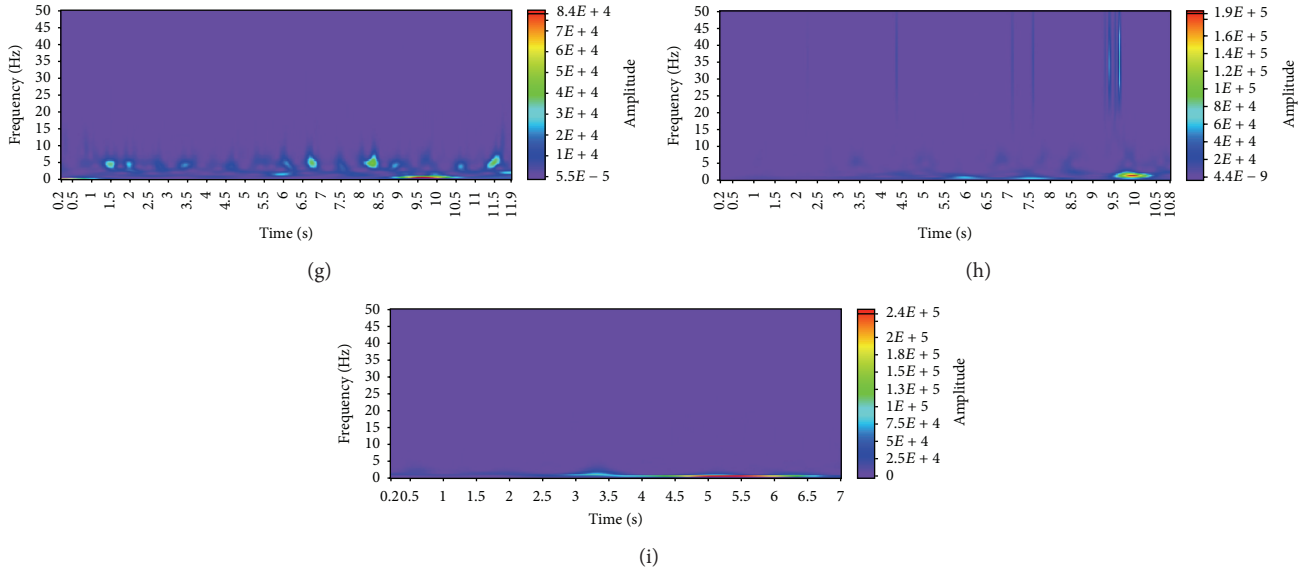 50
45
40
35
30
25
20
15
10
5
0
Frequency (Hz)
0.2
0.5
1
1.5
2
2.5
3
3.5
4
4.5
5
5.5
6
6.5
7
7.5
8
8.5
9
9.5
10
10.5
11
11.5
11.9
Time (s)
8.4E + 4
7E + 4
6E + 4
5E + 4
4E + 4
3E + 4
2E + 4
1E + 4
5.5E − 5
Amplitude
(g)
50
45
40
35
30
25
20
15
10
5
0
Frequency (Hz)
0.2
0.5
1
1.5
2
2.5
3
3.5
4
4.5
5
5.5
6
6.5
7
7.5
8
8.5
9
9.5
10
10.5
10.8
Time (s)
1.9E + 5
1.6E + 5
1.4E + 5
1.2E + 5
1E + 5
8E + 4
6E + 4
4E + 4
2E + 4
4.4E − 9
Amplitude
(h)
50
45
40
35
30
25
20
15
10
5
0
Frequency (Hz)
0.2 0.5 1 1.5 2 2.5 3 3.5 4 4.5 5 5.5 6 6.5 7
Time (s)
2.4E + 5
2E + 5
1.8E + 5
1.5E + 5
1.3E + 5
1E + 5
7.5E + 4
5E + 4
2.5E + 4
0
Amplitude
(i)